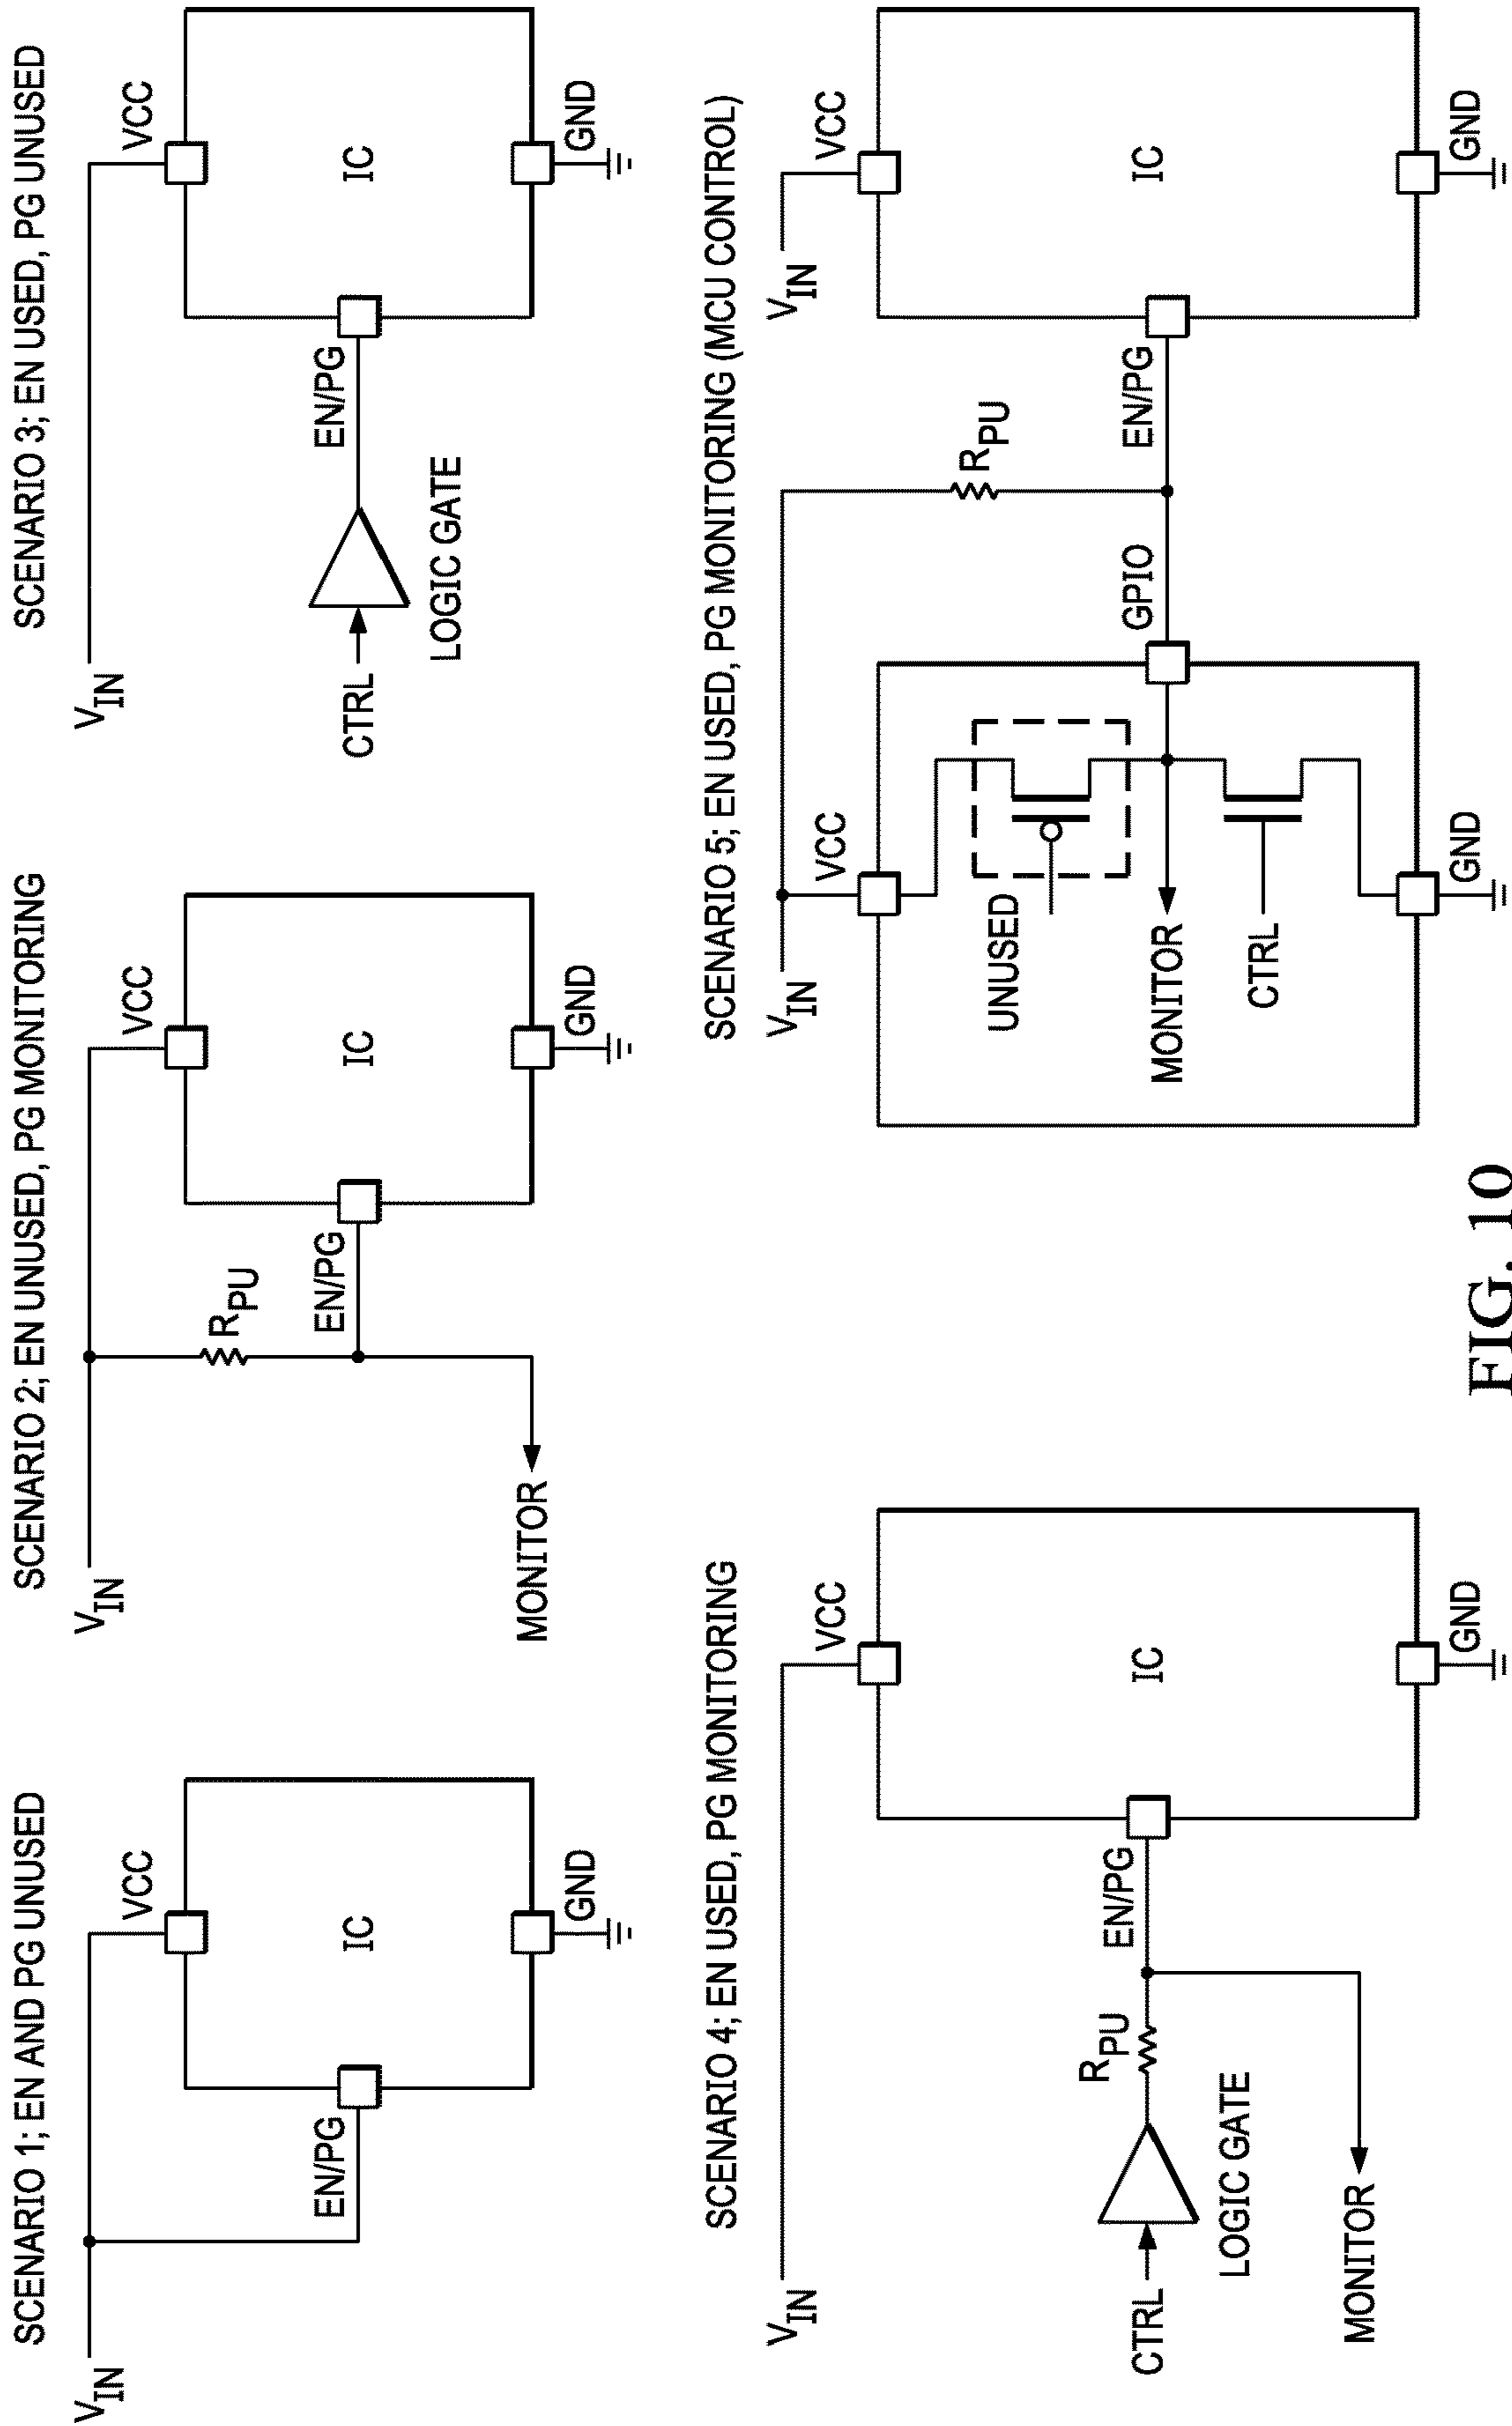 SCENARIO 1; EN AND PG UNUSED
VIN
VCC
EN/PG
IC
GND
SCENARIO 2; EN UNUSED, PG MONITORING
VIN
VCC
RPU
EN/PG
IC
MONITOR
GND
SCENARIO 3; EN USED, PG UNUSED
VIN
VCC
EN/PG
IC
CTRL
LOGIC GATE
GND
SCENARIO 4; EN USED, PG MONITORING
VIN
VCC
RPU
EN/PG
IC
CTRL
LOGIC GATE
MONITOR
GND
SCENARIO 5; EN USED, PG MONITORING (MCU CONTROL)
VIN
VCC
VIN
VCC
RPU
UNUSED
GPIO
EN/PG
IC
MONITOR
CTRL
GND
GND
FIG. 10